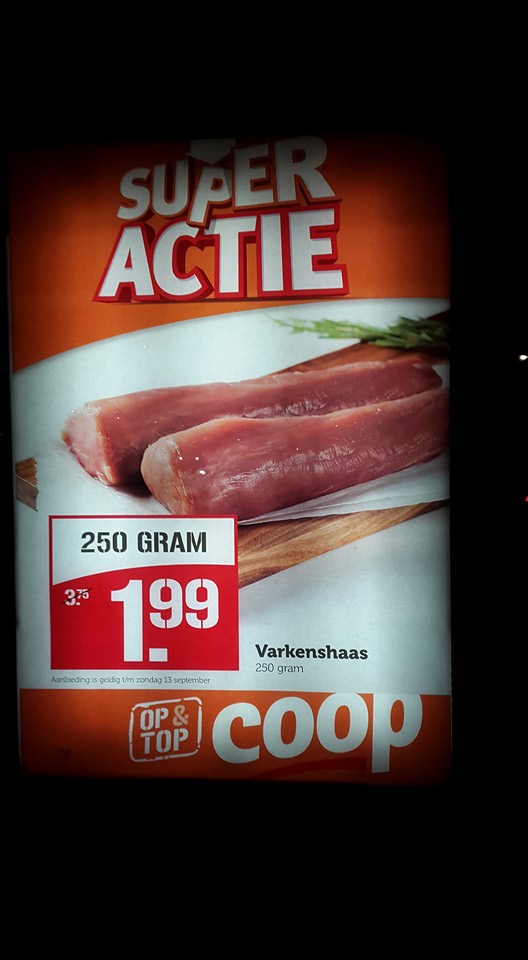 SUPER
ACTIE
250 GRAM
3.75
1.99
Varkenshaas
250 gram
Aanbieding is geldig t/m zondag 13 september
OP &
TOP
coop